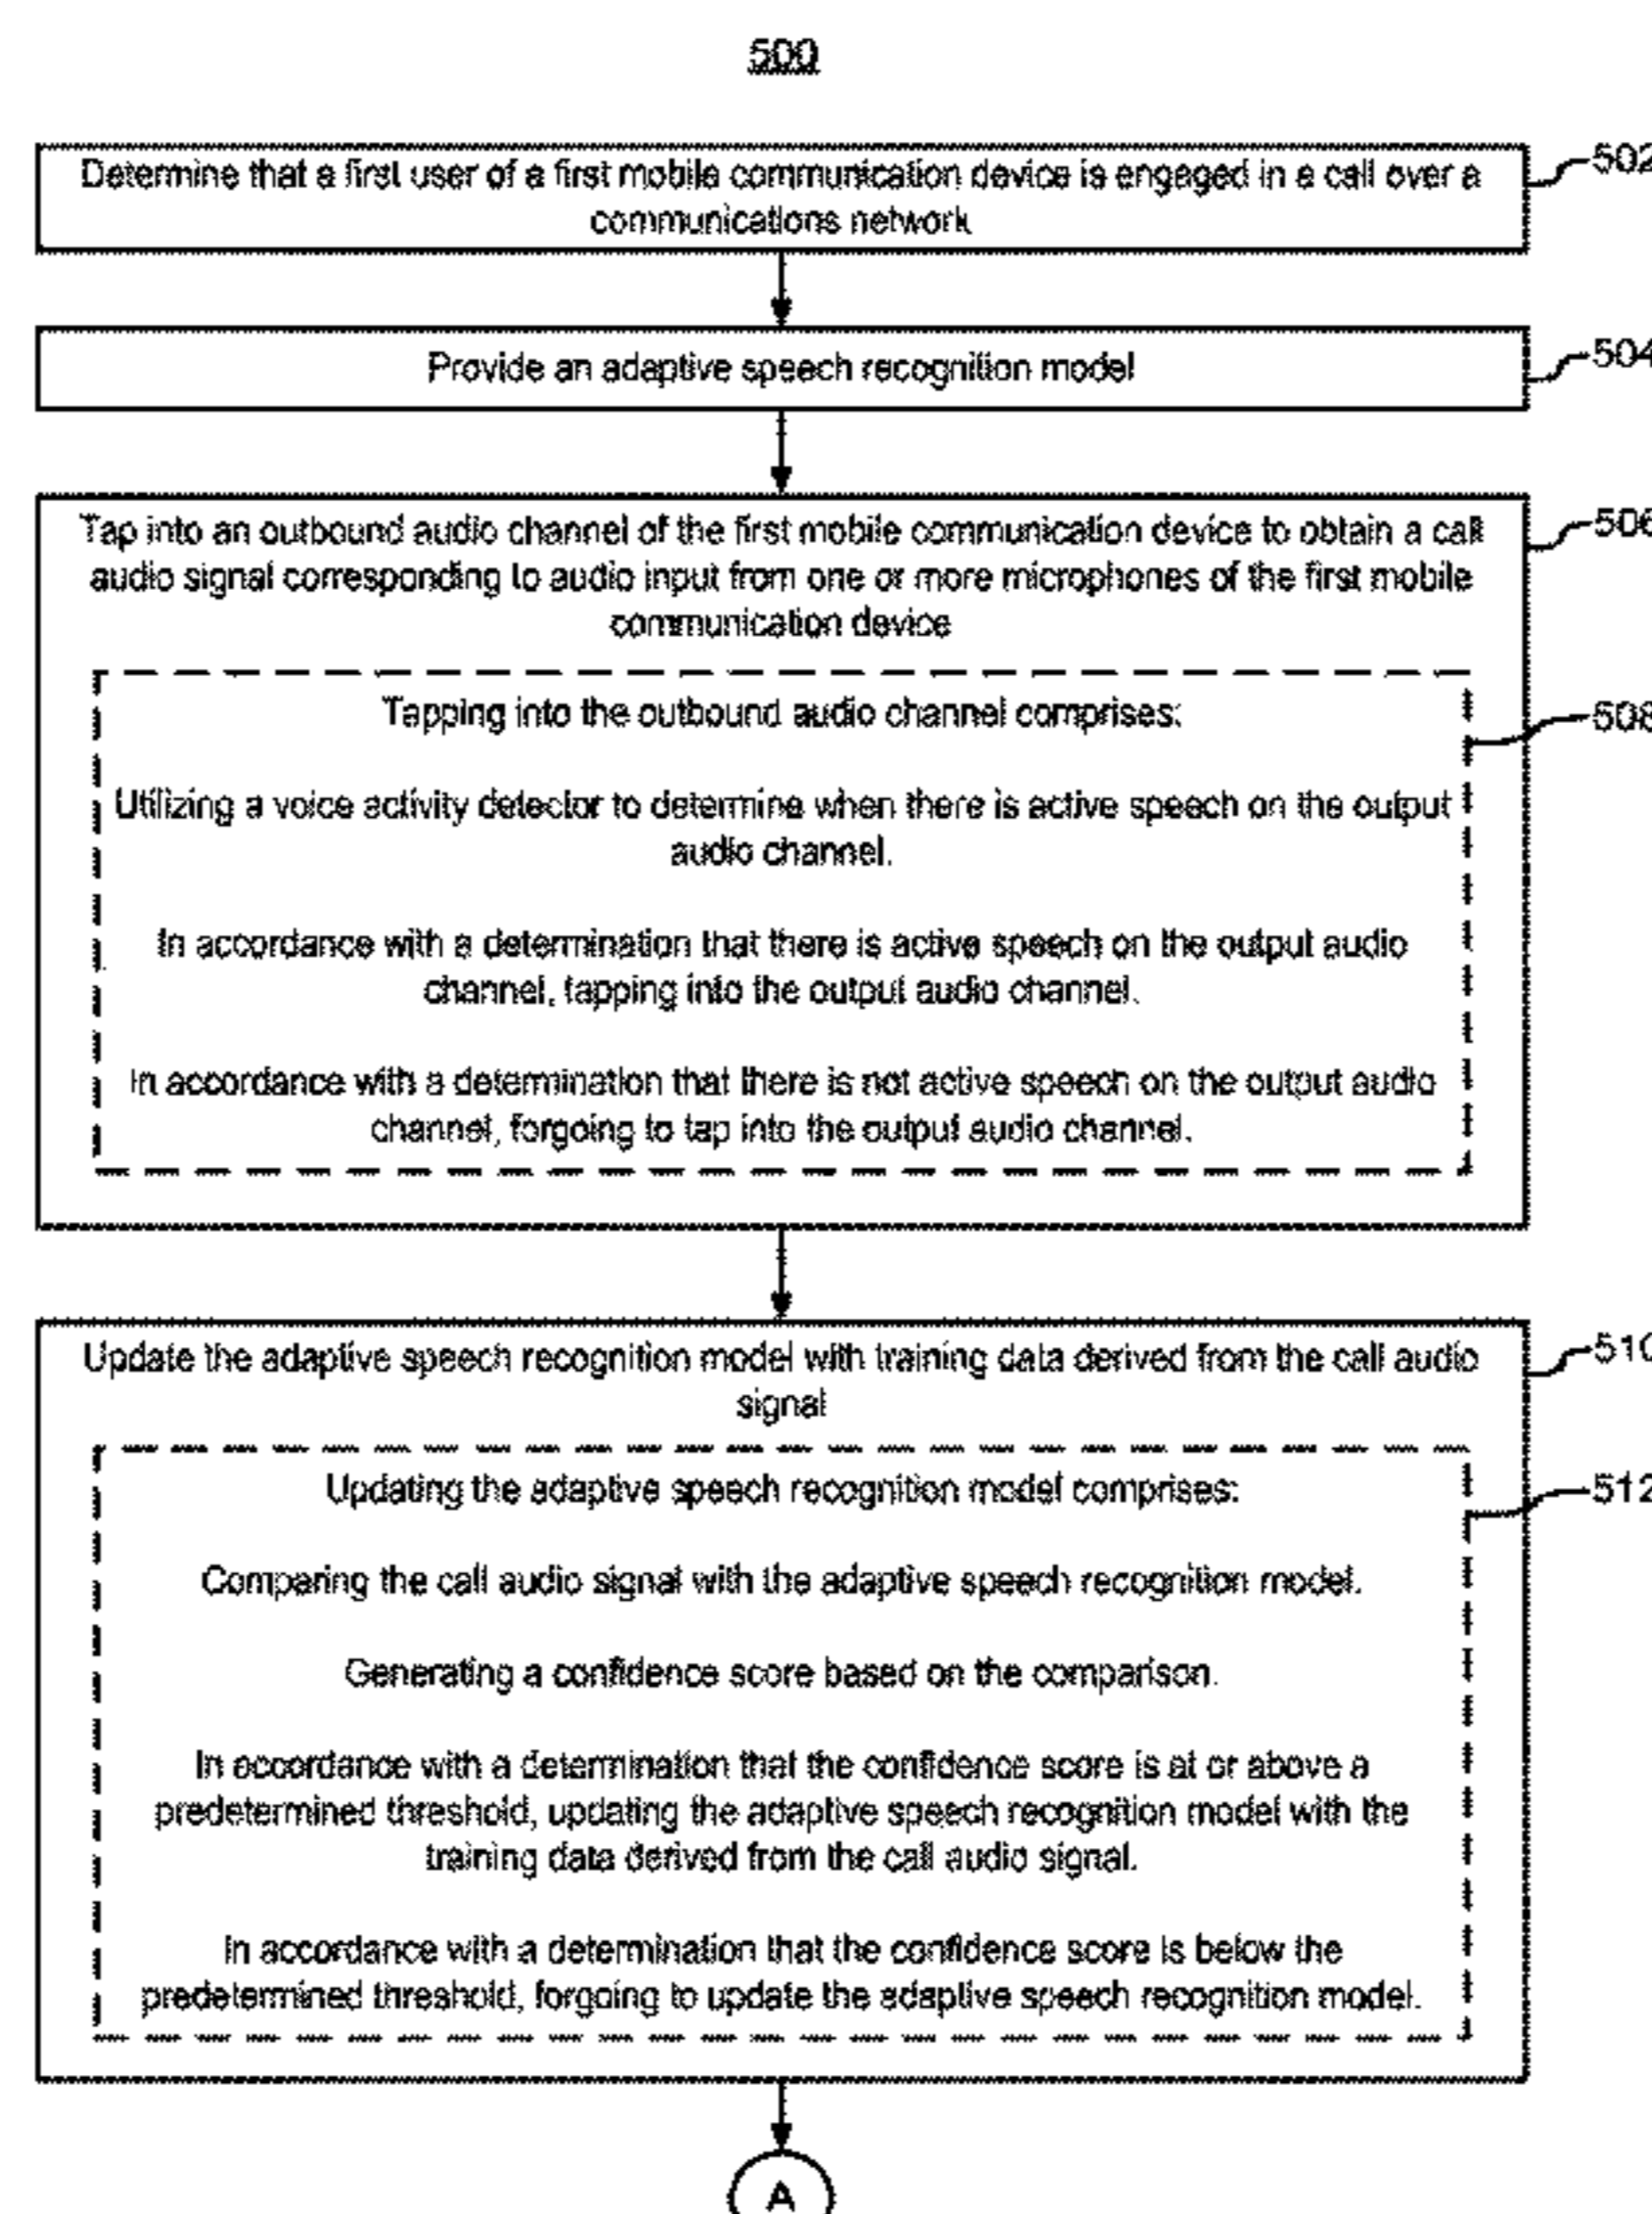 500
Determine that a first user of a first mobile communication device is engaged in a call over a
communications network
502
Provide an adaptive speech recognition model
504
Tap into an outbound audio channel of the first mobile communication device to obtain a call
audio signal corresponding to audio input from one or more microphones of the first mobile
communication device
506
Tapping into the outbound audio channel comprises:
508
Utilizing a voice activity detector to determine when there is active speech on the output
audio channel.
In accordance with a determination that there is active speech on the output audio
channel, tapping into the output audio channel.
In accordance with a determination that there is not active speech on the output audio
channel, forgoing to tap into the output audio channel.
Update the adaptive speech recognition model with training data derived from the call audio
signal
510
Updating the adaptive speech recognition model comprises:
512
Comparing the call audio signal with the adaptive speech recognition model.
Generating a confidence score based on the comparison.
In accordance with a determination that the confidence score is at or above a
predetermined threshold, updating the adaptive speech recognition model with the
training data derived from the call audio signal.
In accordance with a determination that the confidence score is below the
predetermined threshold, forgoing to update the adaptive speech recognition model.
A